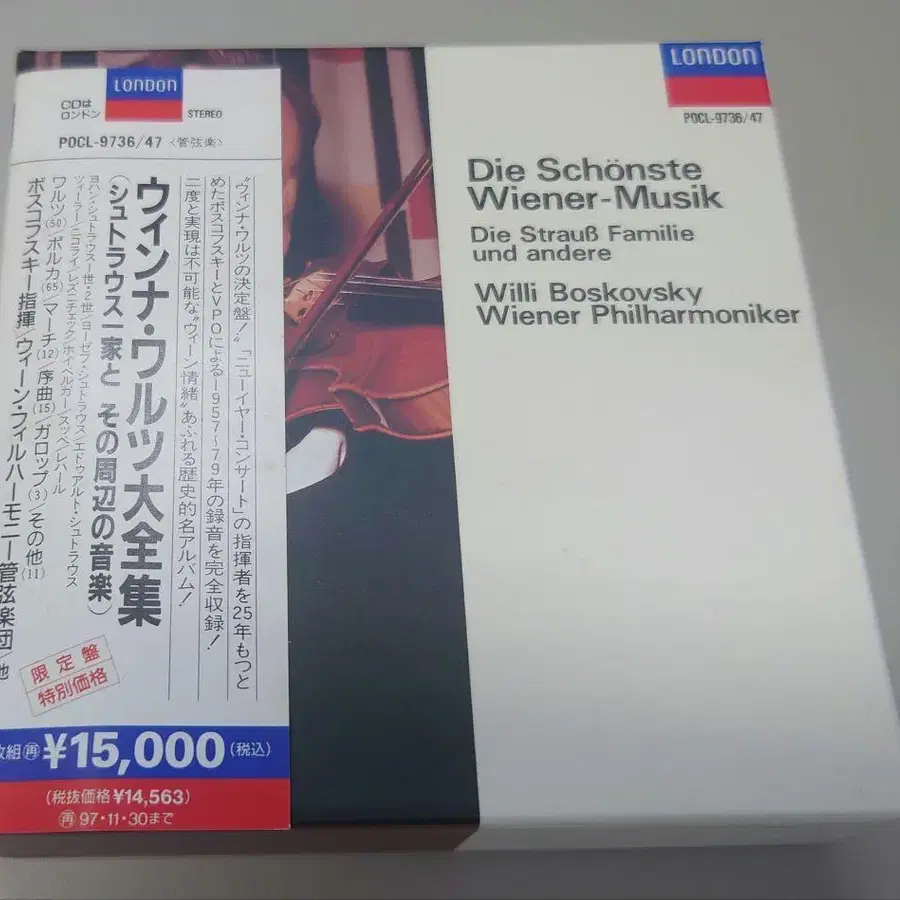 CDは
ロンドン
LONDON
STEREO
POCL-9736/47〈管弦楽〉
“ウィンナ・ワルツの決定盤!”「ニューイヤー・コンサート」の指揮者を25年もつと
めたボスコフスキーとVPOによる1957〜79年の録音を完全収録!
二度と実現は不可能な“ウィーン情緒”あふれる歴史的名アルバム!
ウィンナ・ワルツ大全集
(シュトラウス一家と その周辺の音楽)
ヨハン・シュトラウス1世・2世/ヨーゼフ・シュトラウス/エドゥアルト・シュトラウス
ツィーラー/ニコライ/レズニチェック/ホイベルガー/スッペ/レハール
ワルツ(50)/ポルカ(65)/マーチ(12)/序曲(15)/ガロップ(3)/その他(11)
ボスコフスキー指揮/ウィーン・フィルハーモニー管弦楽団/他
限定盤
特別価格
枚組 再 ¥15,000(税込)
(税抜価格¥14,563)
再 97・11・30まで
LONDON
POCL-9736/47
Die Schönste
Wiener-Musik
Die Strauß Familie
und andere
Willi Boskovsky
Wiener Philharmoniker